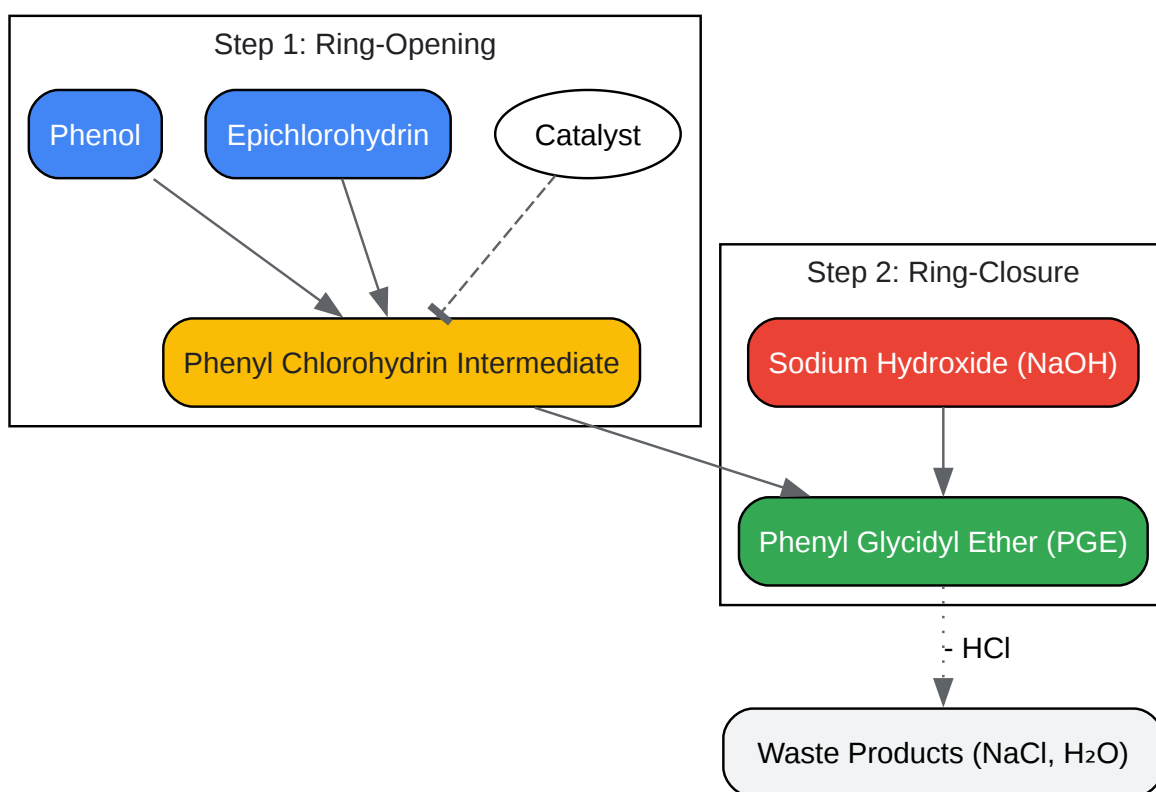 Step 1: Ring-Opening
Phenol
Epichlorohydrin
Catalyst
Phenyl Chlorohydrin Intermediate
Step 2: Ring-Closure
Sodium Hydroxide (NaOH)
Phenyl Glycidyl Ether (PGE)
- HCl
Waste Products (NaCl, H₂O)